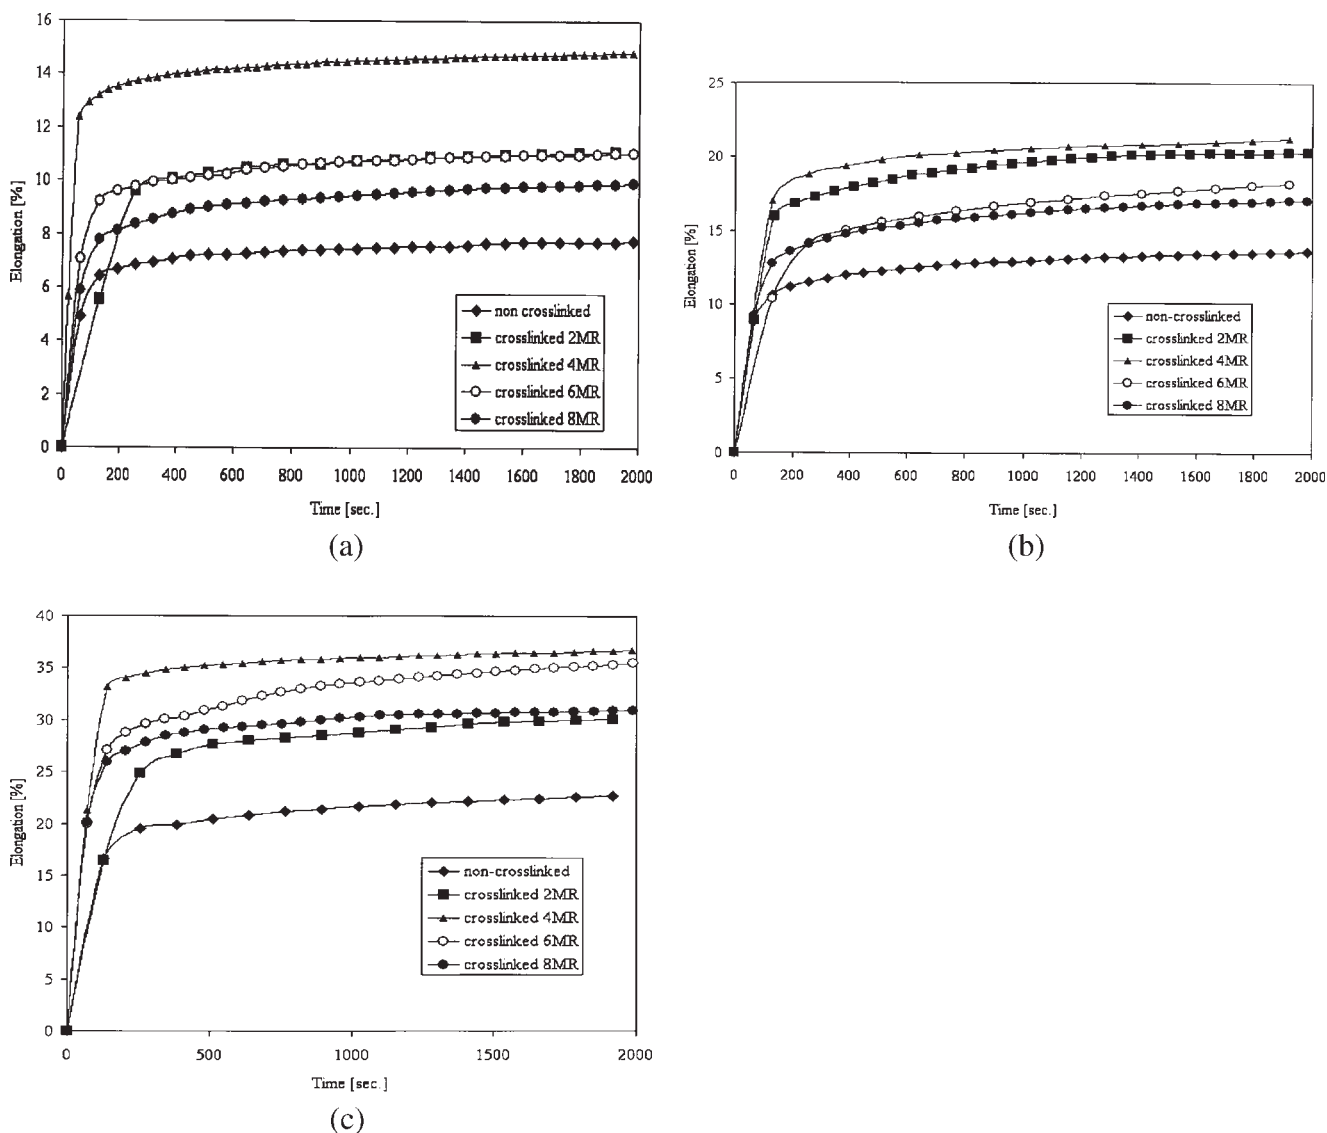 16
14
12
10
8
6
4
2
0
Elongation [%]
0 200 400 600 800 1000 1200 1400 1600 1800 2000
Time [sec.]
non crosslinked
crosslinked 2MR
crosslinked 4MR
crosslinked 6MR
crosslinked 8MR
(a)
25
20
15
10
5
0
Elongation [%]
0 200 400 600 800 1000 1200 1400 1600 1800 2000
Time [sec.]
non-crosslinked
crosslinked 2MR
crosslinked 4MR
crosslinked 6MR
crosslinked 8MR
(b)
40
35
30
25
20
15
10
5
0
Elongation [%]
0 500 1000 1500 2000
Time [sec.]
non-crosslinked
crosslinked 2MR
crosslinked 4MR
crosslinked 6MR
crosslinked 8MR
(c)